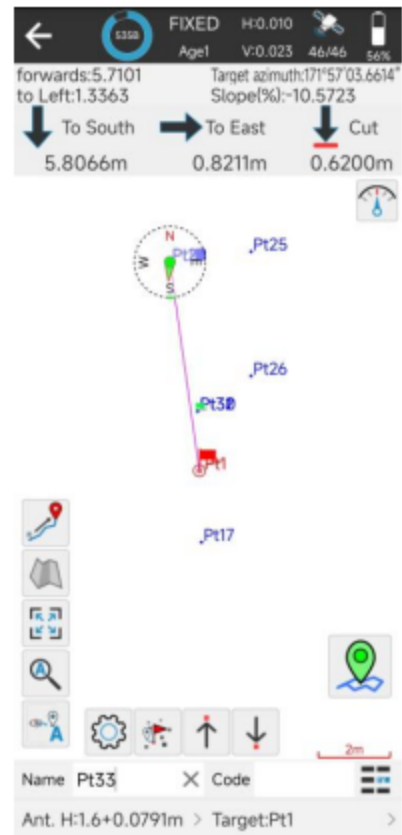 5358 FIXED H:0.010
Age1 V:0.023 46/46 56%
forwards:5.7101 Target azimuth:171°57'03.6614"
to Left:1.3363 Slope(%):-10.5723
To South To East Cut
5.8066m 0.8211m 0.6200m
N
W
S
Pt25
Pt26
Pt1
Pt17
A
A
2m
Name Pt33 Code
Ant. H:1.6+0.0791m > Target:Pt1 >